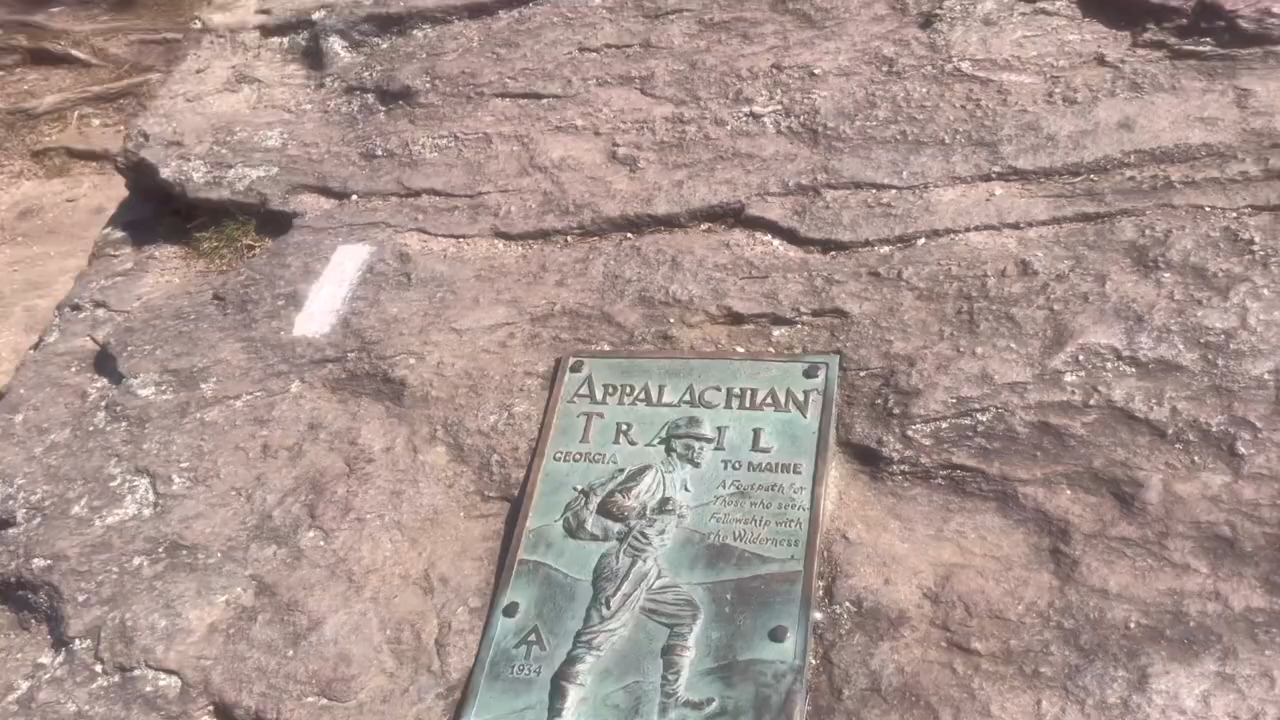 APPALACHIAN
TRAIL
GEORGIA TO MAINE
A Footpath for
Those who seek
Fellowship with
the Wilderness
1934